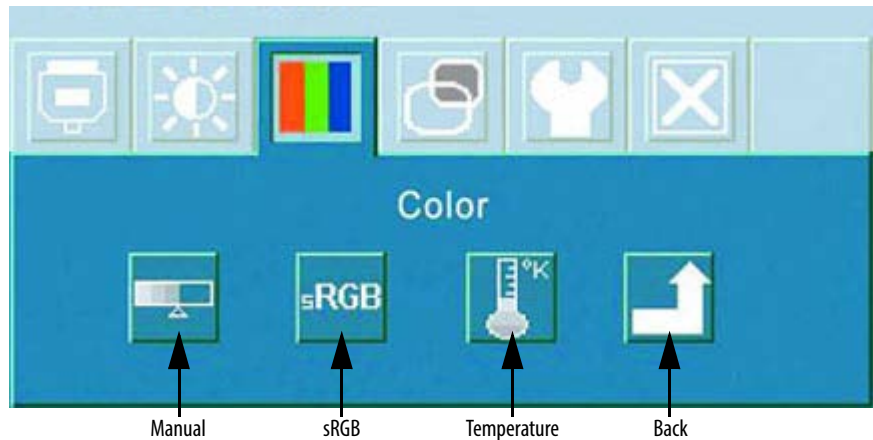 Color
sRGB
°K
Manual
sRGB
Temperature
Back